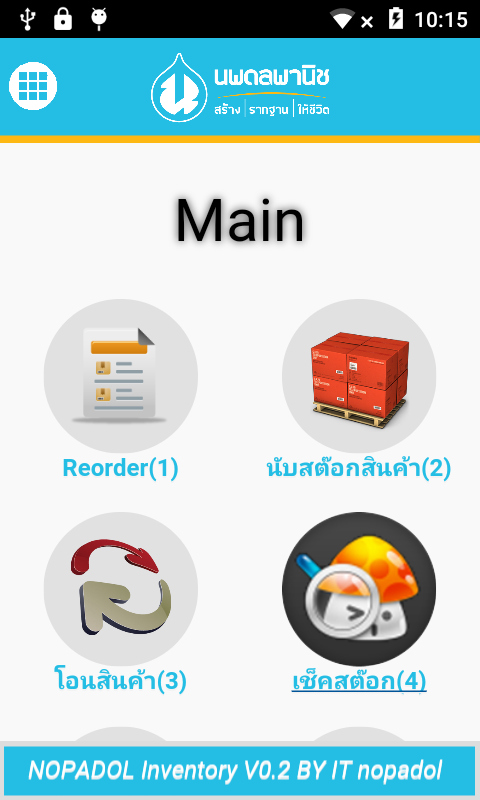 10:15
นพดลพานิช
สร้าง | รากฐาน | ให้ชีวิต
Main
Reorder(1)
นับสต๊อกสินค้า(2)
โอนสินค้า(3)
เช็คสต๊อก(4)
NOPADOL Inventory V0.2 BY IT nopadol